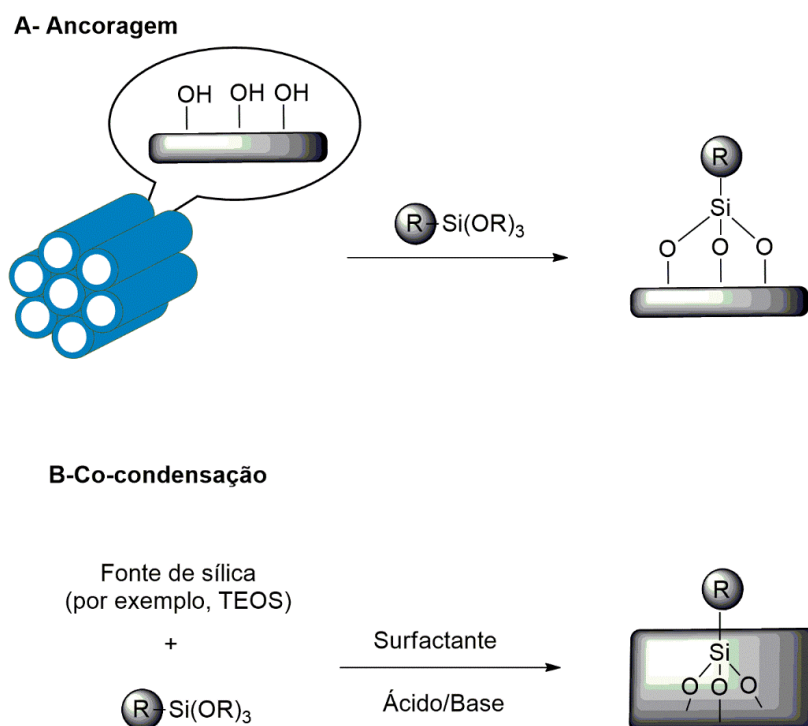 A- Ancoragem
OH OH OH
R-Si(OR)3
R
Si
O O O
B-Co-condensação
Fonte de sílica
(por exemplo, TEOS)
+
R-Si(OR)3
Surfactante
Ácido/Base
R
Si
O O O